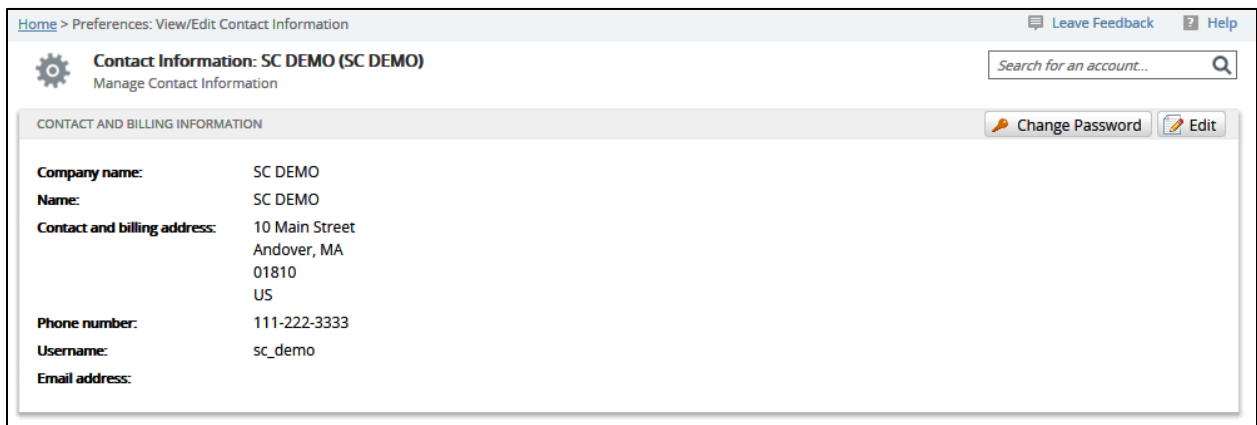 Home > Preferences: View/Edit Contact Information Leave Feedback ? Help
Contact Information: SC DEMO (SC DEMO)
Manage Contact Information
Search for an account...
CONTACT AND BILLING INFORMATION Change Password Edit
Company name: SC DEMO
Name: SC DEMO
Contact and billing address: 10 Main Street
Andover, MA
01810
US
Phone number: 111-222-3333
Username: sc_demo
Email address: